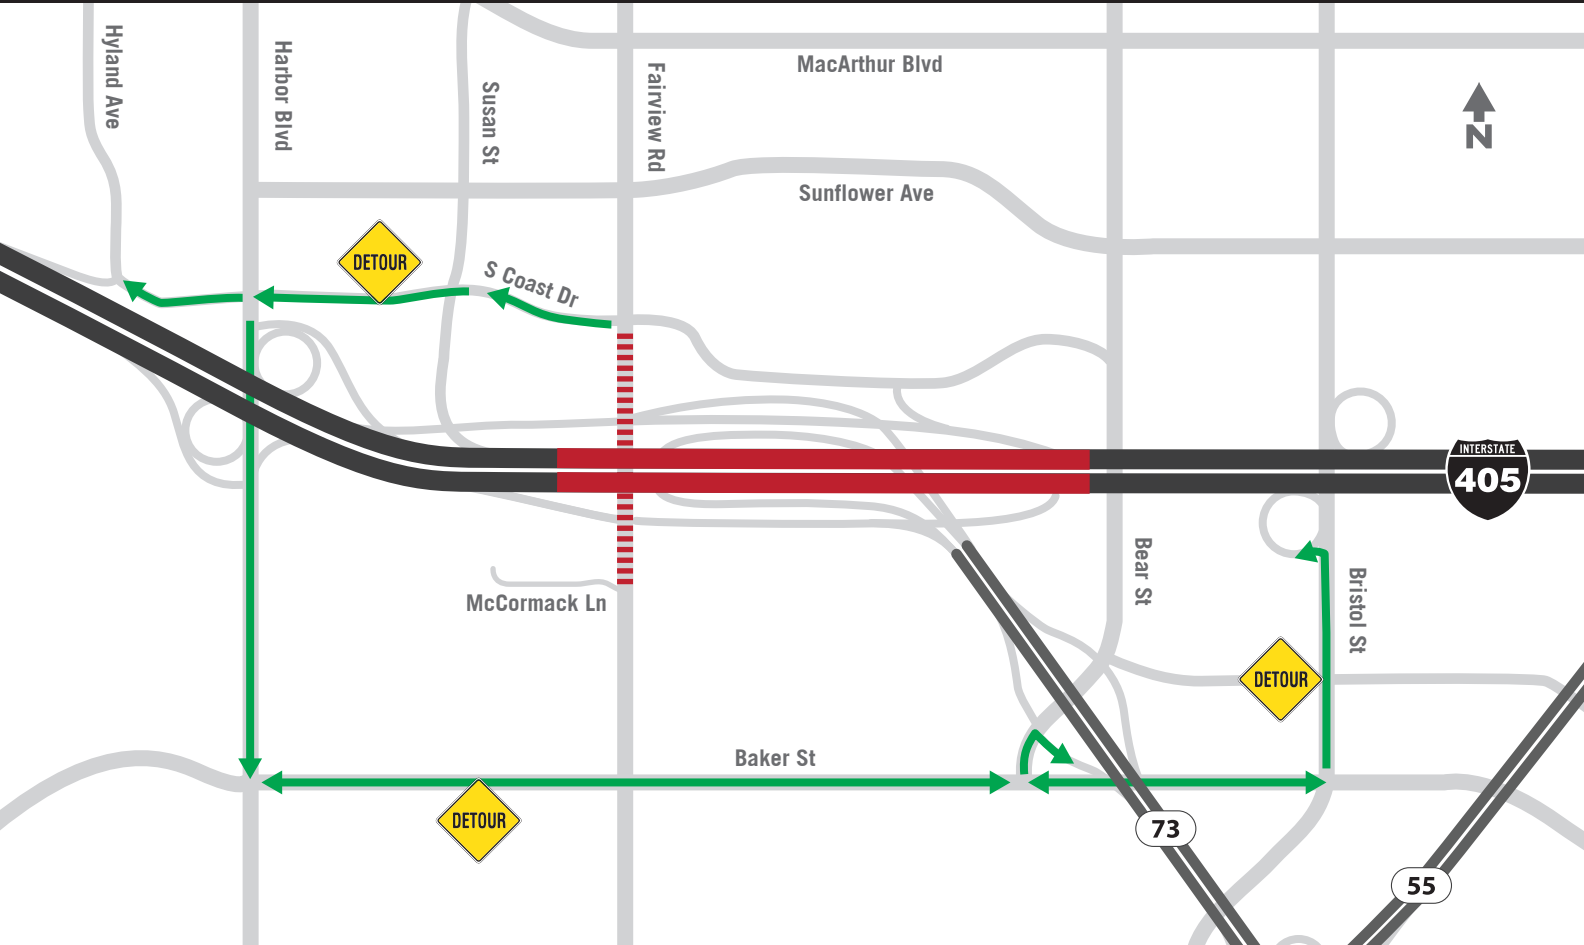 Hyland Ave
Harbor Blvd
Susan St
Fairview Rd
MacArthur Blvd
N
Sunflower Ave
DETOUR
S Coast Dr
INTERSTATE
405
Bear St
Bristol St
McCormack Ln
DETOUR
Baker St
DETOUR
73
55